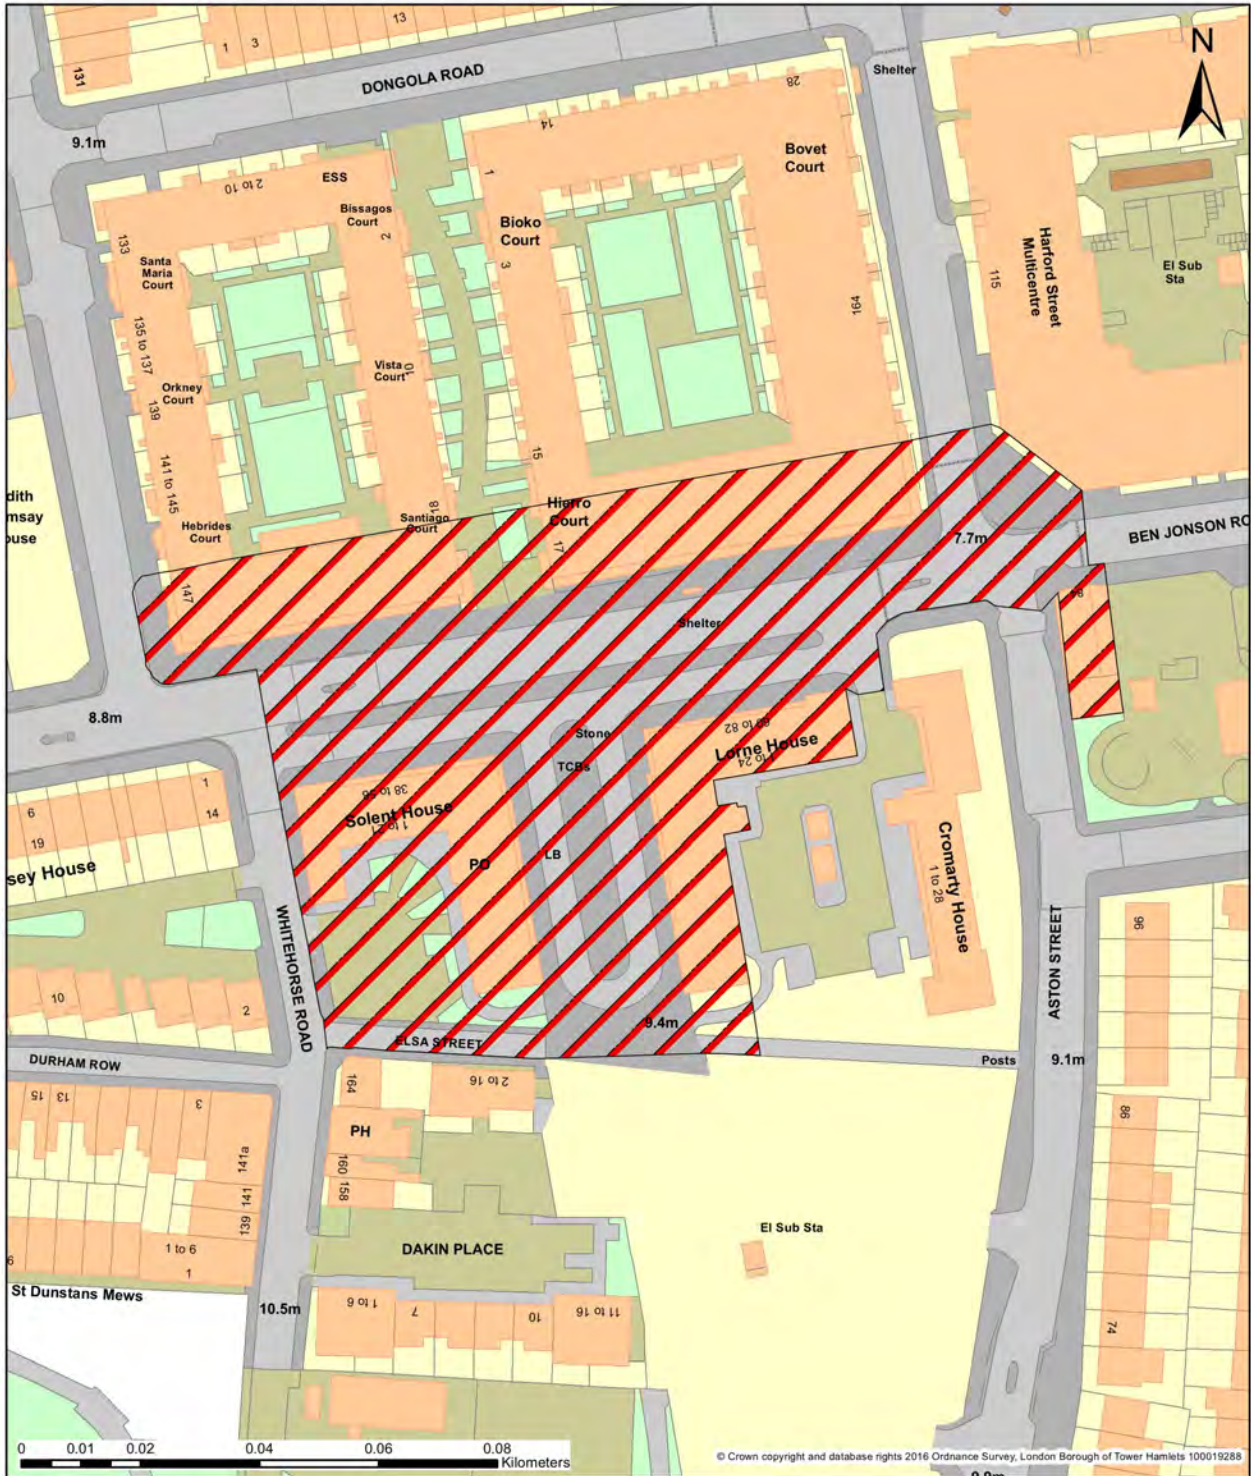 13
1 3
131
DONGOLA ROAD
Shelter
N
9.1m
28
14
Bovet
Court
2 to 10
ESS
1
Bissagos
Court
2
Bioko
Court
133
Santa
Maria
Court
3
115
Harford Street
Multicentre
El Sub
Sta
164
135 to 137
Vista
Court
10
Orkney
Court
139
15
141 to 145
18
dith
msay
ouse
Hebrides
Court
Santiago
Court
Hierro
Court
17
7.7m
BEN JONSON RO
147
84
Shelter
8.8m
Stone
60 to 82
Lorne House
1 to 24
TCBs
1
6
14
19
38 to 56
Solent House
1 to 21
LB
PO
sey House
Cromarty House
1 to 28
WHITEHORSE ROAD
ASTON STREET
96
10
2
9.4m
ELSA STREET
DURHAM ROW
Posts
9.1m
164
2 to 16
15 13
3
86
PH
141a
160
158
141
139
El Sub Sta
DAKIN PLACE
1 to 6
6
1
St Dunstans Mews
10.5m
1 to 6
7
10
11 to 16
74
0 0.01 0.02 0.04 0.06 0.08
Kilometers
© Crown copyright and database rights 2016 Ordnance Survey, London Borough of Tower Hamlets 100019288